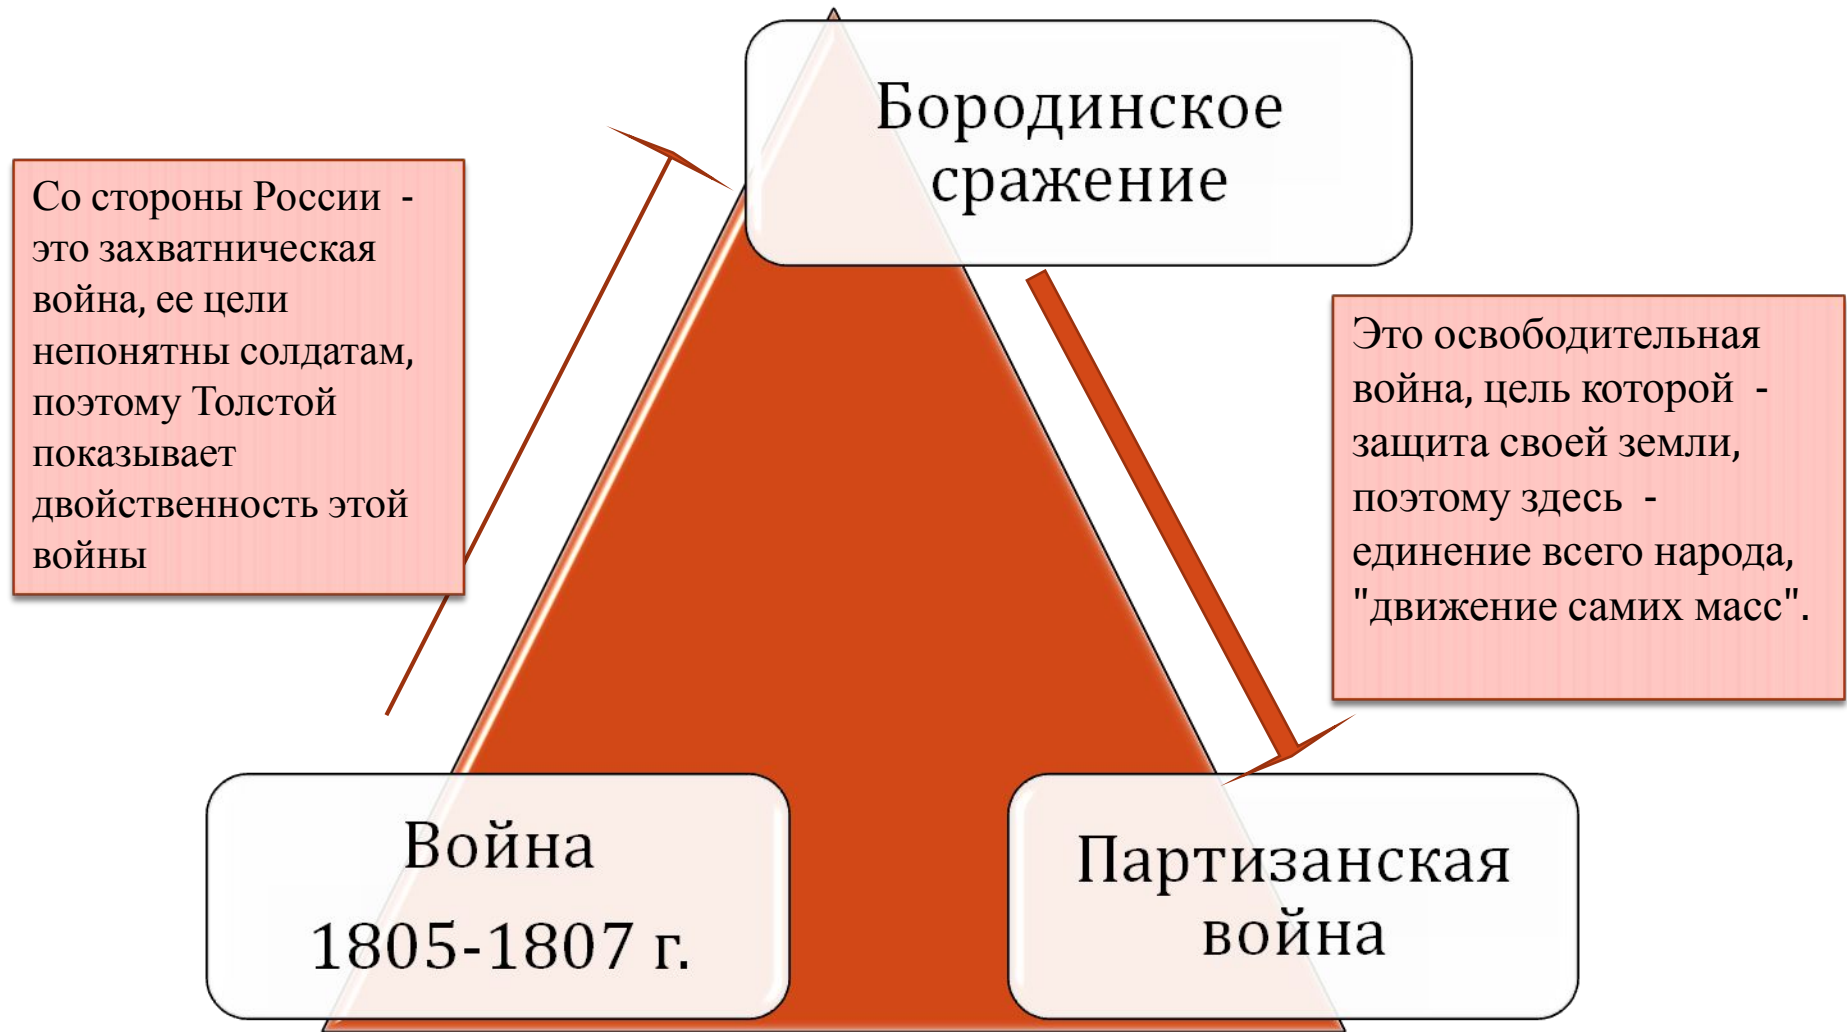 Бородинское
сражение
Со стороны России -
это захватническая
война, ее цели
непонятны солдатам,
поэтому Толстой
показывает
двойственность этой
войны
Это освободительная
война, цель которой -
защита своей земли,
поэтому здесь -
единение всего народа,
"движение самих масс".
Война
1805-1807 г.
Партизанская
война